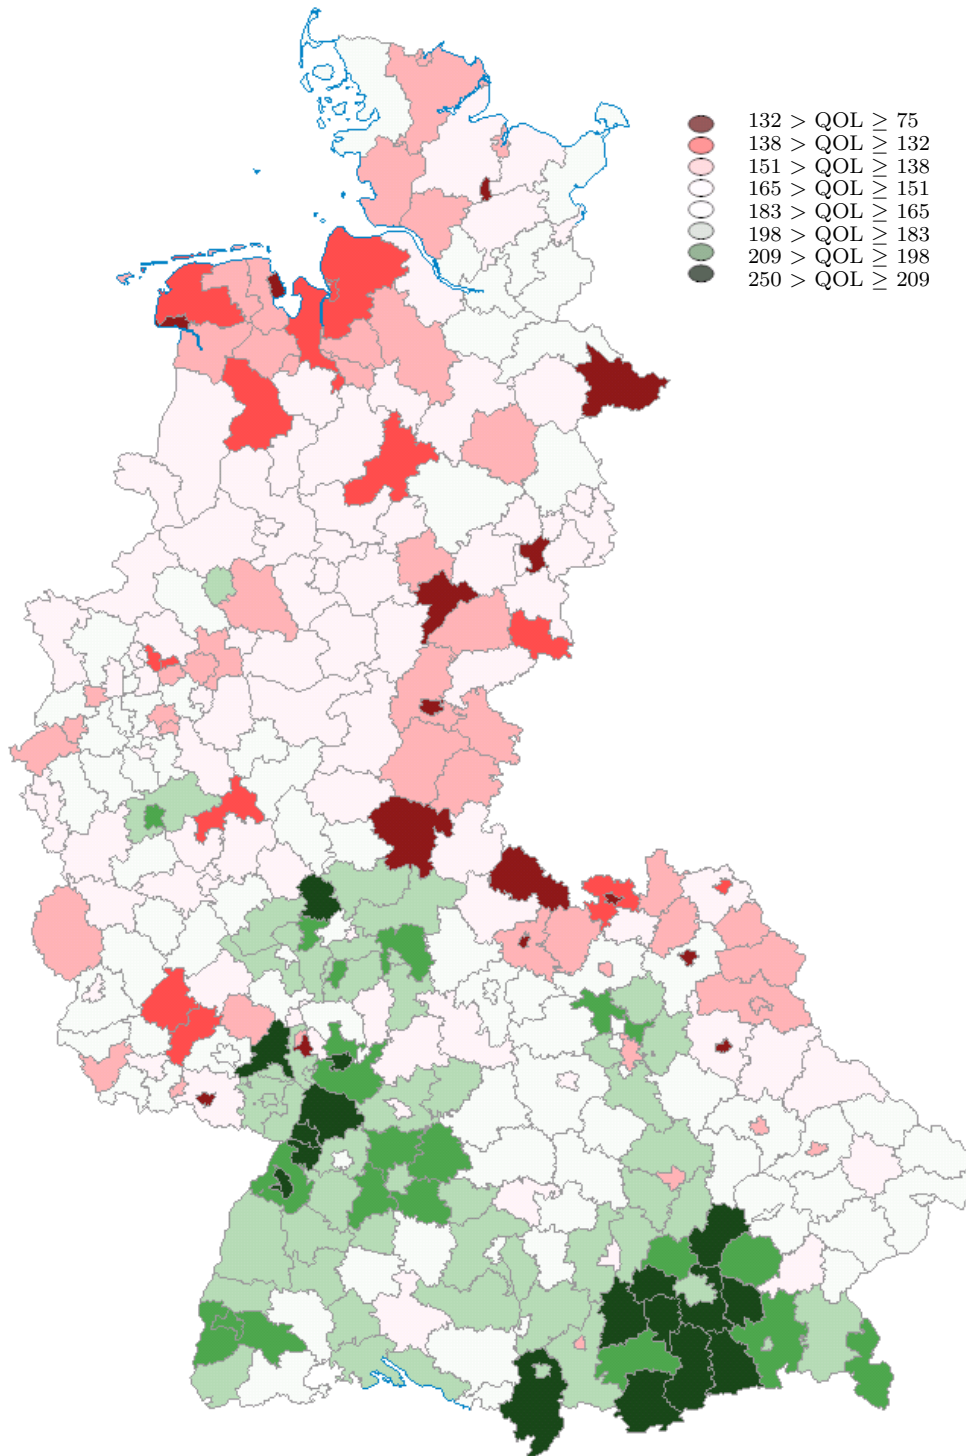 132 > QOL ≥ 75
138 > QOL ≥ 132
151 > QOL ≥ 138
165 > QOL ≥ 151
183 > QOL ≥ 165
198 > QOL ≥ 183
209 > QOL ≥ 198
250 > QOL ≥ 209